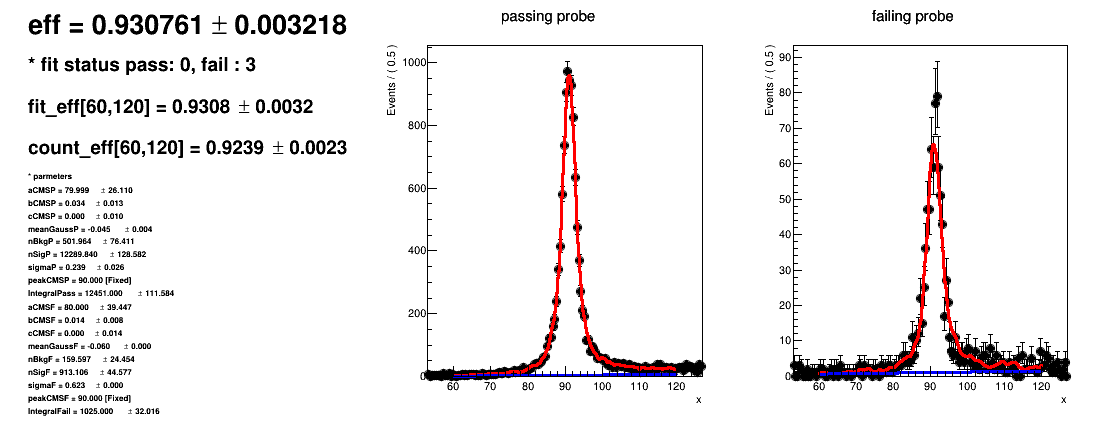 eff = 0.930761 ± 0.003218
* fit status pass: 0, fail : 3
fit_eff[60,120] = 0.9308 ± 0.0032
count_eff[60,120] = 0.9239 ± 0.0023
* parmeters
aCMSP = 79.999 ± 26.110
bCMSP = 0.034 ± 0.013
cCMSP = 0.000 ± 0.010
meanGaussP = -0.045 ± 0.004
nBkgP = 501.964 ± 76.411
nSigP = 12289.840 ± 128.582
sigmaP = 0.239 ± 0.026
peakCMSP = 90.000 [Fixed]
IntegralPass = 12451.000 ± 111.584
aCMSF = 80.000 ± 39.447
bCMSF = 0.014 ± 0.008
cCMSF = 0.000 ± 0.014
meanGaussF = -0.060 ± 0.000
nBkgF = 159.597 ± 24.454
nSigF = 913.106 ± 44.577
sigmaF = 0.623 ± 0.000
peakCMSF = 90.000 [Fixed]
IntegralFail = 1025.000 ± 32.016
passing probe
Events / ( 0.5 )
1000
800
600
400
200
0
60 70 80 90 100 110 120
x
failing probe
Events / ( 0.5 )
90
80
70
60
50
40
30
20
10
0
60 70 80 90 100 110 120
x